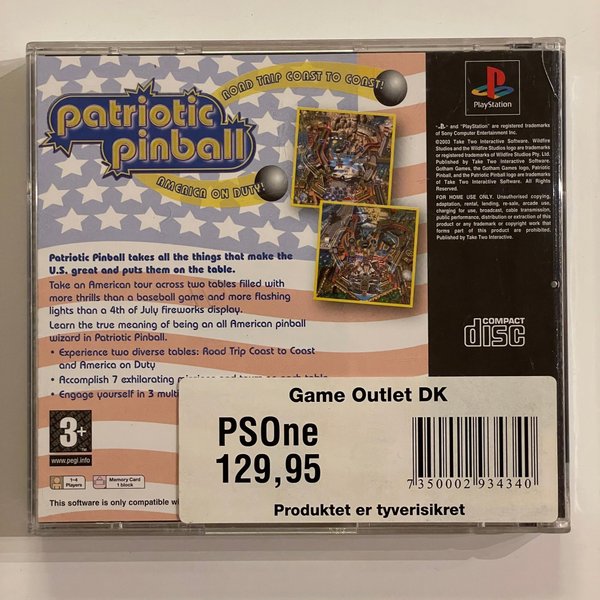 ROAD TRIP COAST TO COAST!
patriotic
pinball
AMERICA ON DUTY!
PlayStation
"PlayStation" are registered trademarks
of Sony Computer Entertainment Inc.
©2003 Take Two Interactive Software. Wildfire
Studios and the Wildfire Studios logo are trademarks
or registered trademarks of Wildfire Studios Pty. Ltd.
Published by Take Two Interactive Software.
Gotham Games, the Gotham Games logo, Patriotic
Pinball, and the Patriotic Pinball logo are trademarks
of Take Two Interactive Software. All Rights
Reserved.
FOR HOME USE ONLY. Unauthorised copying,
adaptation, rental, lending, re-sale, arcade use,
charging for use, broadcast, cable transmission,
public performance, distribution or extraction of this
product or any trademark or copyright work that
forms part of this product are prohibited.
Published by Take Two Interactive.
Patriotic Pinball takes all the things that make the
U.S. great and puts them on the table.
Take an American tour across two tables filled with
more thrills than a baseball game and more flashing
lights than a 4th of July fireworks display.
Learn the true meaning of being an all American pinball
wizard in Patriotic Pinball.
• Experience two diverse tables: Road Trip Coast to Coast
and America on Duty
• Accomplish 7 exhilarating missions and tours on each table
• Engage yourself in 3 multi
COMPACT
disc
3+
www.pegi.info
1-4
Players
Memory Card
1 block
This software is only compatible wi
Game Outlet DK
PSOne
129,95
7350002934340
Produktet er tyverisikret